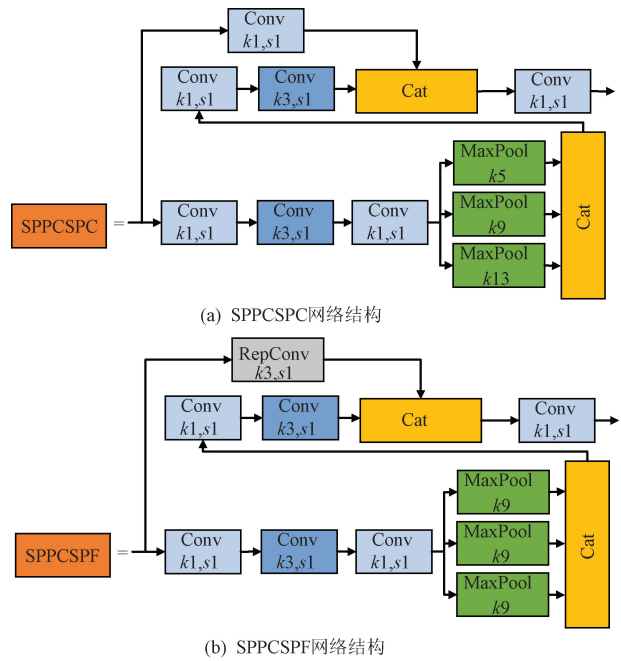 Conv
k1,s1
Conv
k1,s1
Conv
k3,s1
Cat
Conv
k1,s1
MaxPool
k5
SPPCSPC
=
Conv
k1,s1
Conv
k3,s1
Conv
k1,s1
MaxPool
k9
Cat
MaxPool
k13
(a) SPPCSPC网络结构
RepConv
k3,s1
Conv
k1,s1
Conv
k3,s1
Cat
Conv
k1,s1
MaxPool
k9
SPPCSPF
=
Conv
k1,s1
Conv
k3,s1
Conv
k1,s1
MaxPool
k9
Cat
MaxPool
k9
(b) SPPCSPF网络结构